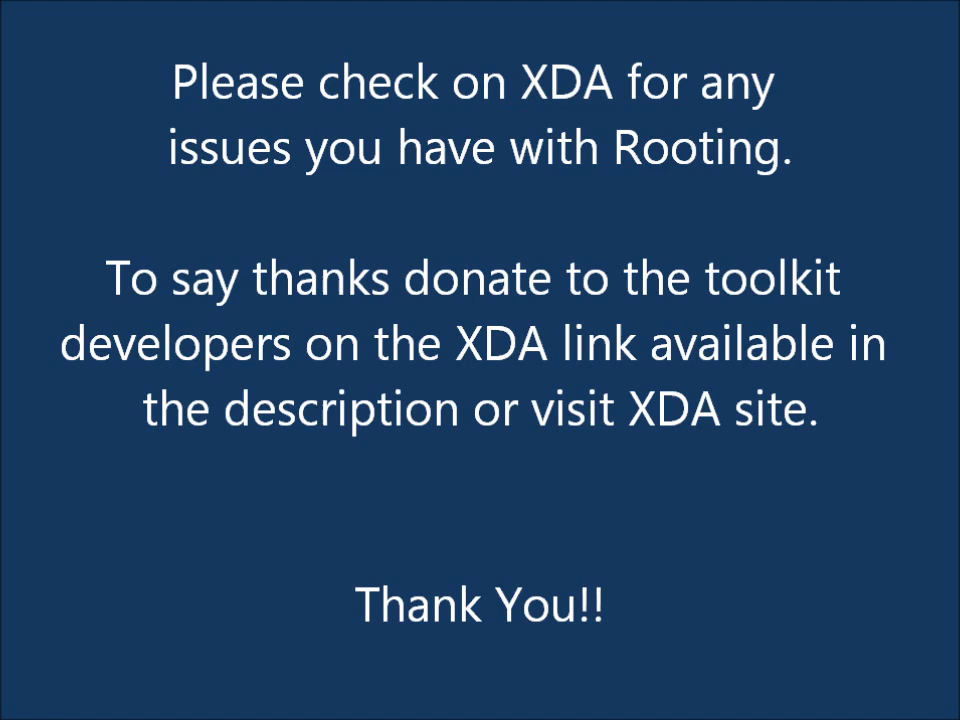 Please check on XDA for any
issues you have with Rooting.
To say thanks donate to the toolkit
developers on the XDA link available in
the description or visit XDA site.
Thank You!!